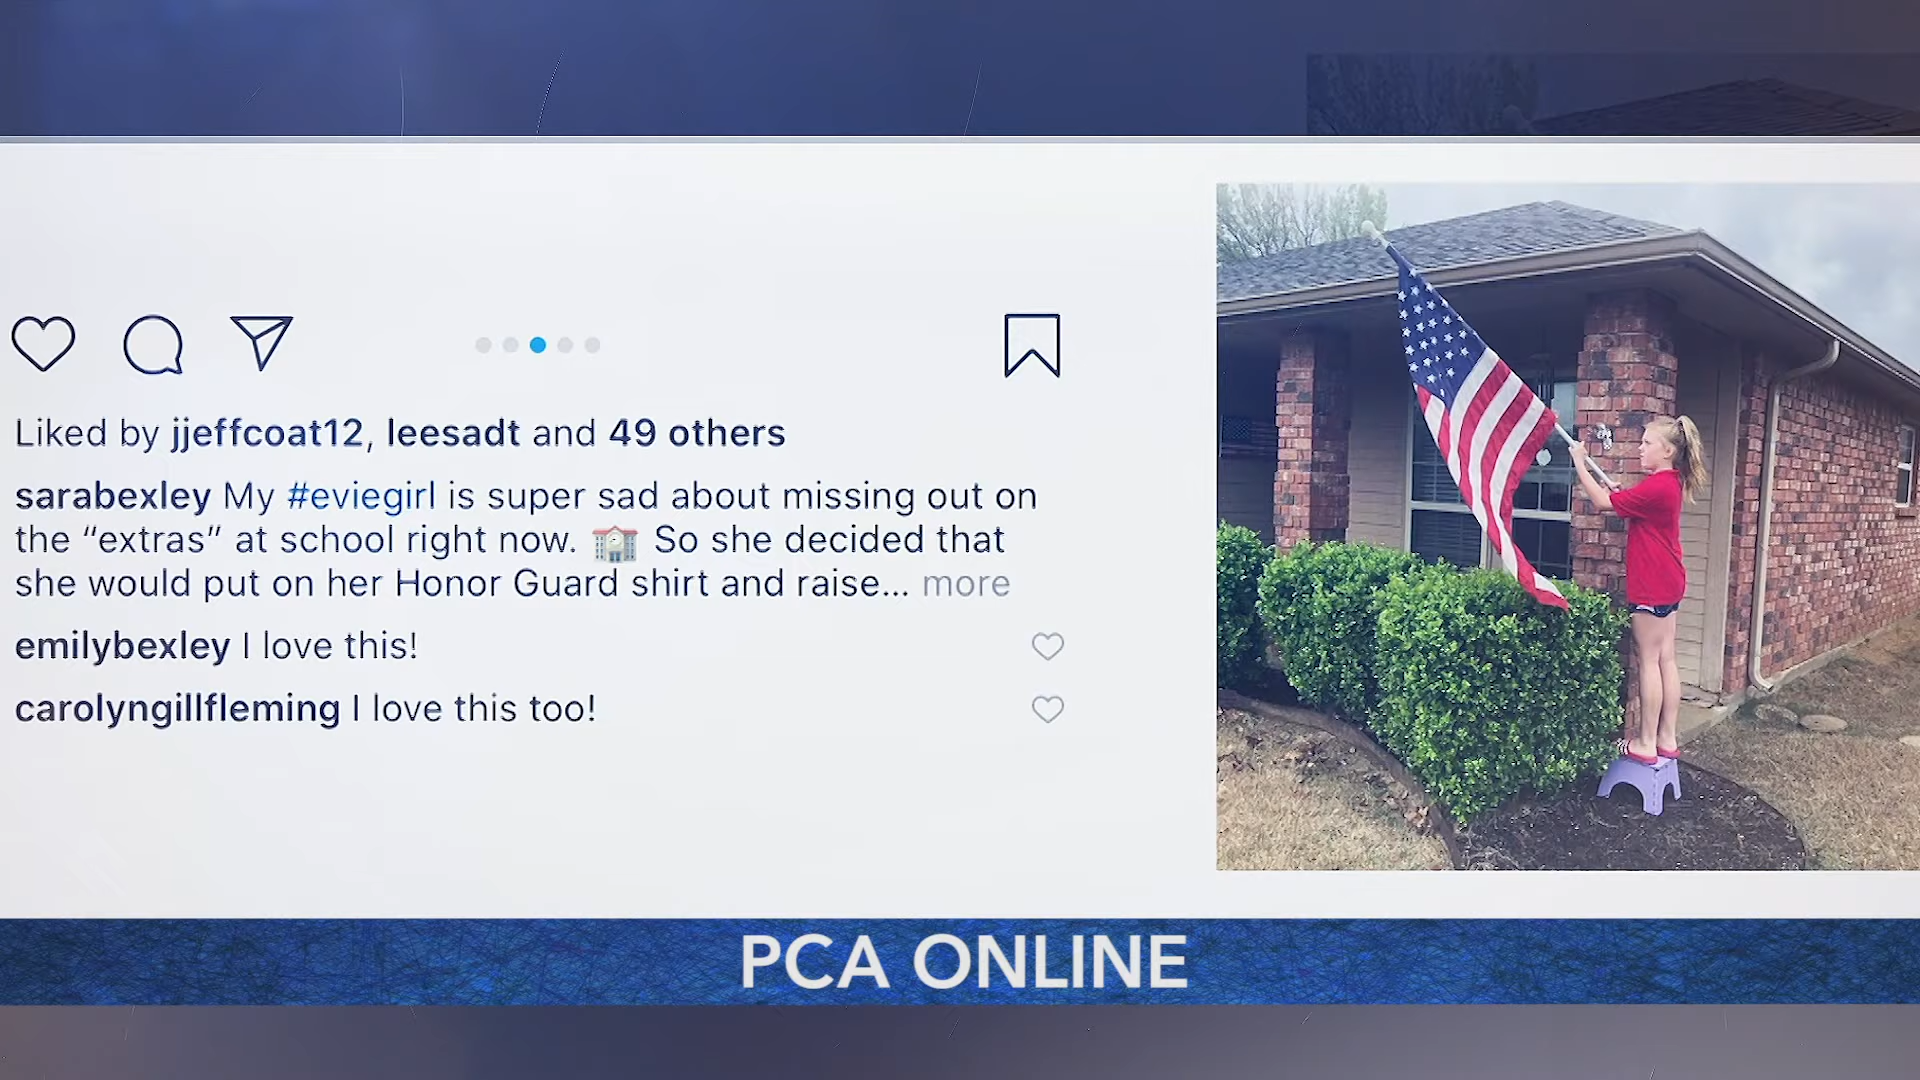 Liked by jjeffcoat12, leesadt and 49 others
sarabexley My #eviegirl is super sad about missing out on
the “extras” at school right now. 🏫 So she decided that
she would put on her Honor Guard shirt and raise... more
emilybexley I love this!
carolyngillfleming I love this too!
PCA ONLINE